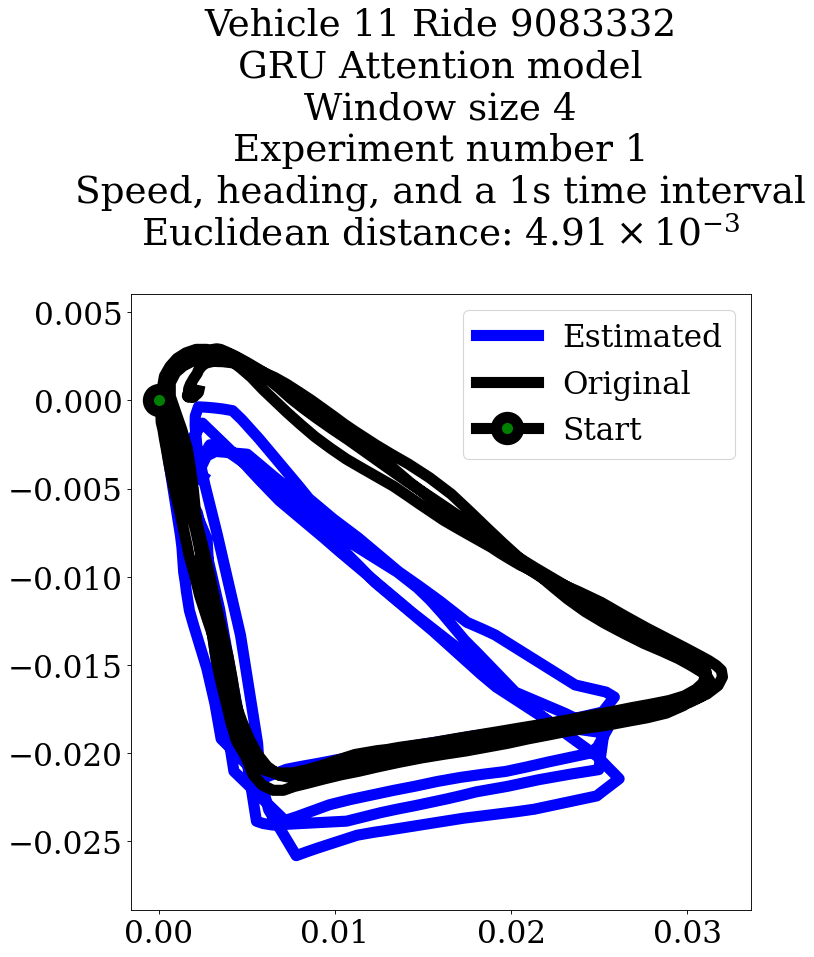 Vehicle 11 Ride 9083332
GRU Attention model
Window size 4
Experiment number 1
Speed, heading, and a 1s time interval
Euclidean distance: 4.91 × 10⁻³
Estimated
Original
Start
0.005
0.000
−0.005
−0.010
−0.015
−0.020
−0.025
0.00
0.01
0.02
0.03